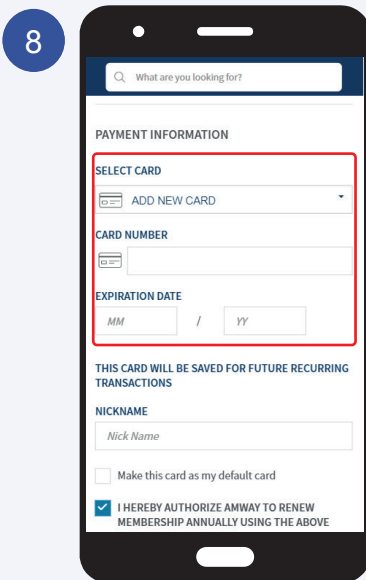 8
What are you looking for?
PAYMENT INFORMATION
SELECT CARD
ADD NEW CARD
CARD NUMBER
EXPIRATION DATE
MM / YY
THIS CARD WILL BE SAVED FOR FUTURE RECURRING
TRANSACTIONS
NICKNAME
Nick Name
Make this card as my default card
I HEREBY AUTHORIZE AMWAY TO RENEW
MEMBERSHIP ANNUALLY USING THE ABOVE